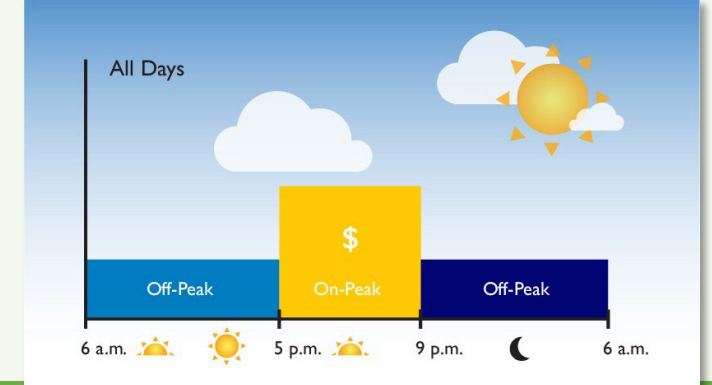 All Days
$
Off-Peak
On-Peak
Off-Peak
6 a.m.
5 p.m.
9 p.m.
6 a.m.